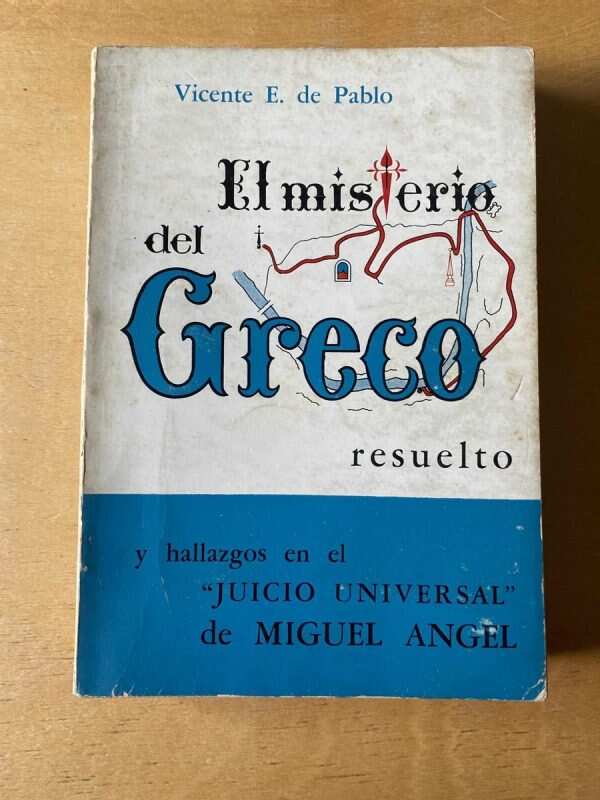 Vicente E. de Pablo
El misterio
del
Greco
resuelto
y hallazgos en el
“JUICIO UNIVERSAL”
de MIGUEL ANGEL